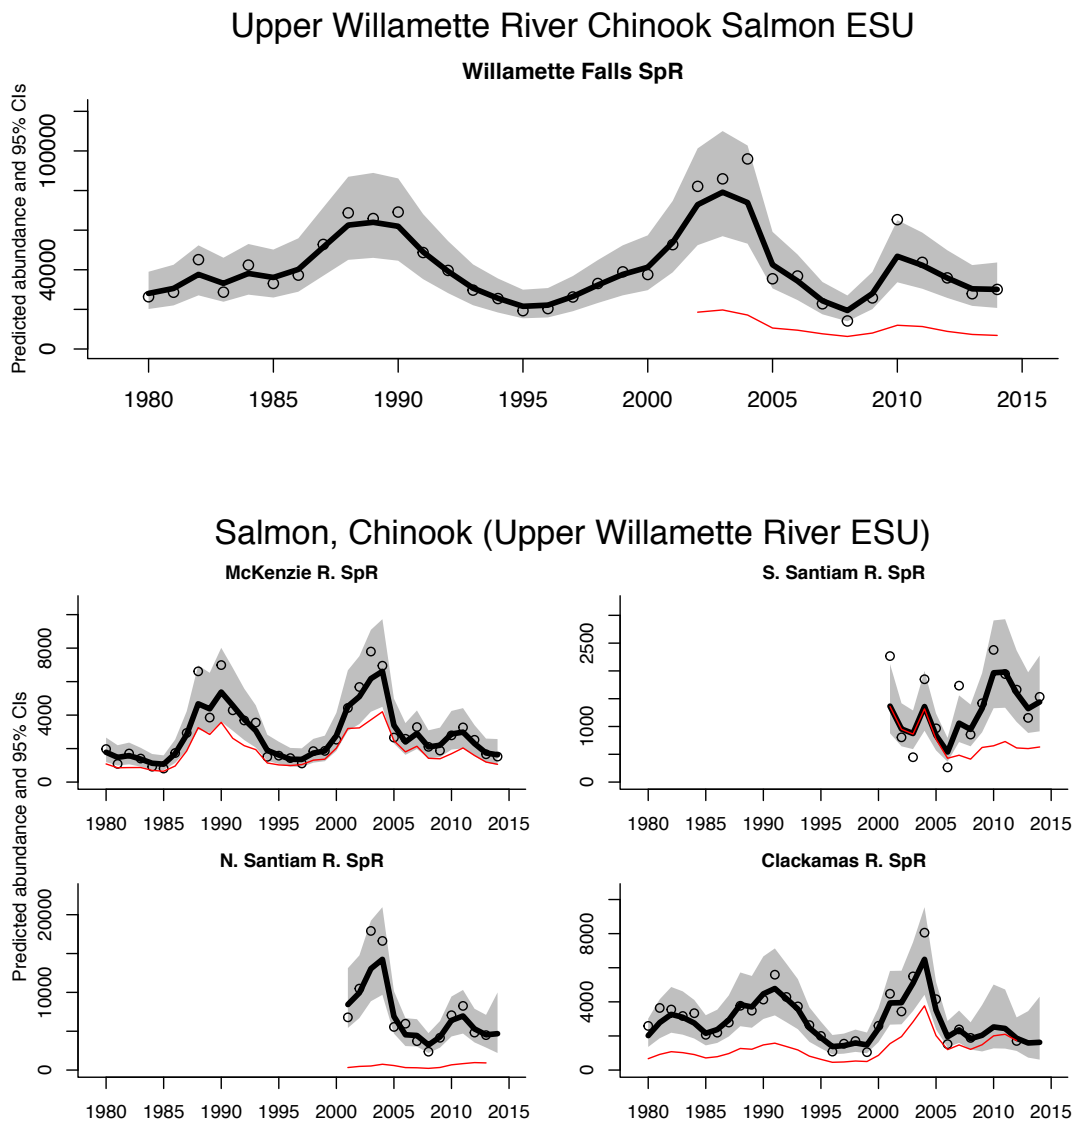 Upper Willamette River Chinook Salmon ESU
Willamette Falls SpR
Predicted abundance and 95% CIs
100000
40000
0
1980 1985 1990 1995 2000 2005 2010 2015
Salmon, Chinook (Upper Willamette River ESU)
McKenzie R. SpR
S. Santiam R. SpR
Predicted abundance and 95% CIs
8000
4000
0
2500
1000
0
1980 1985 1990 1995 2000 2005 2010 2015
1980 1985 1990 1995 2000 2005 2010 2015
N. Santiam R. SpR
Clackamas R. SpR
20000
10000
0
8000
4000
0
1980 1985 1990 1995 2000 2005 2010 2015
1980 1985 1990 1995 2000 2005 2010 2015